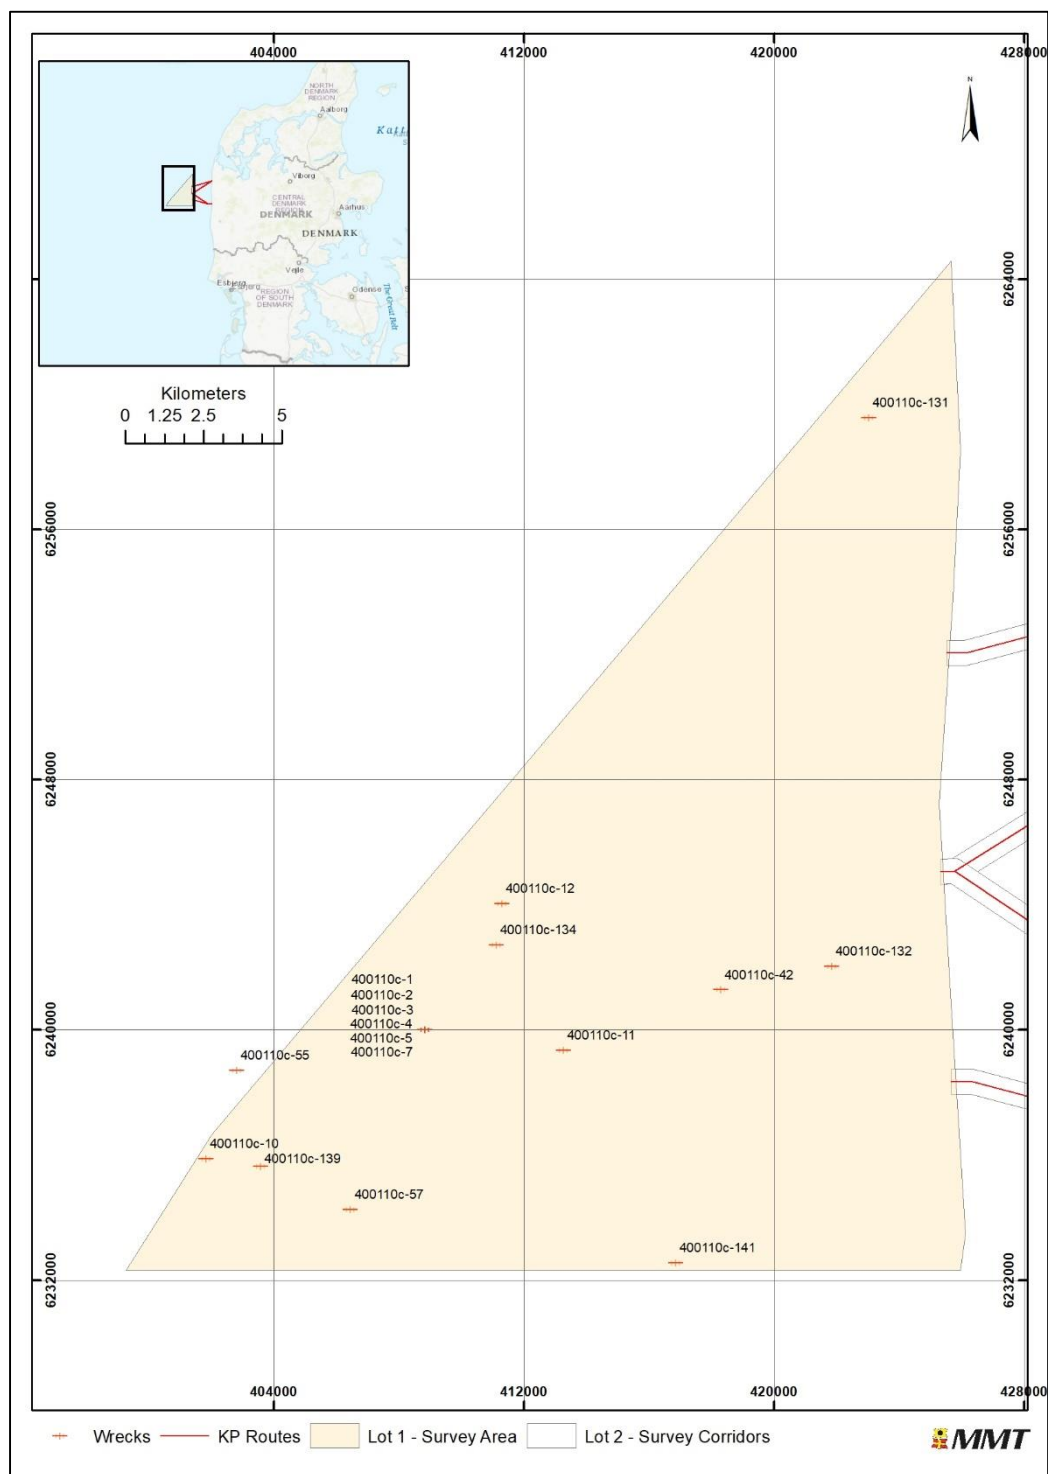 404000
412000
420000
428000
N
NORTH
DENMARK
REGION
Aalborg
Viborg
CENTRAL
DENMARK
REGION
DENMARK
Aarhus
DENMARK
Vejle
Esbjerg
Esbjerg
REGION
OF SOUTH
DENMARK
Odense
The Great Belt
Kilometers
0 1.25 2.5 5
6264000
6264000
400110c-131
6256000
6256000
6248000
6248000
400110c-12
400110c-134
400110c-132
400110c-42
400110c-1
400110c-2
400110c-3
400110c-4
400110c-5
400110c-7
6240000
6240000
400110c-11
400110c-55
400110c-10
400110c-139
400110c-57
400110c-141
6232000
6232000
404000
412000
420000
428000
Wrecks
KP Routes
Lot 1 - Survey Area
Lot 2 - Survey Corridors
MMT